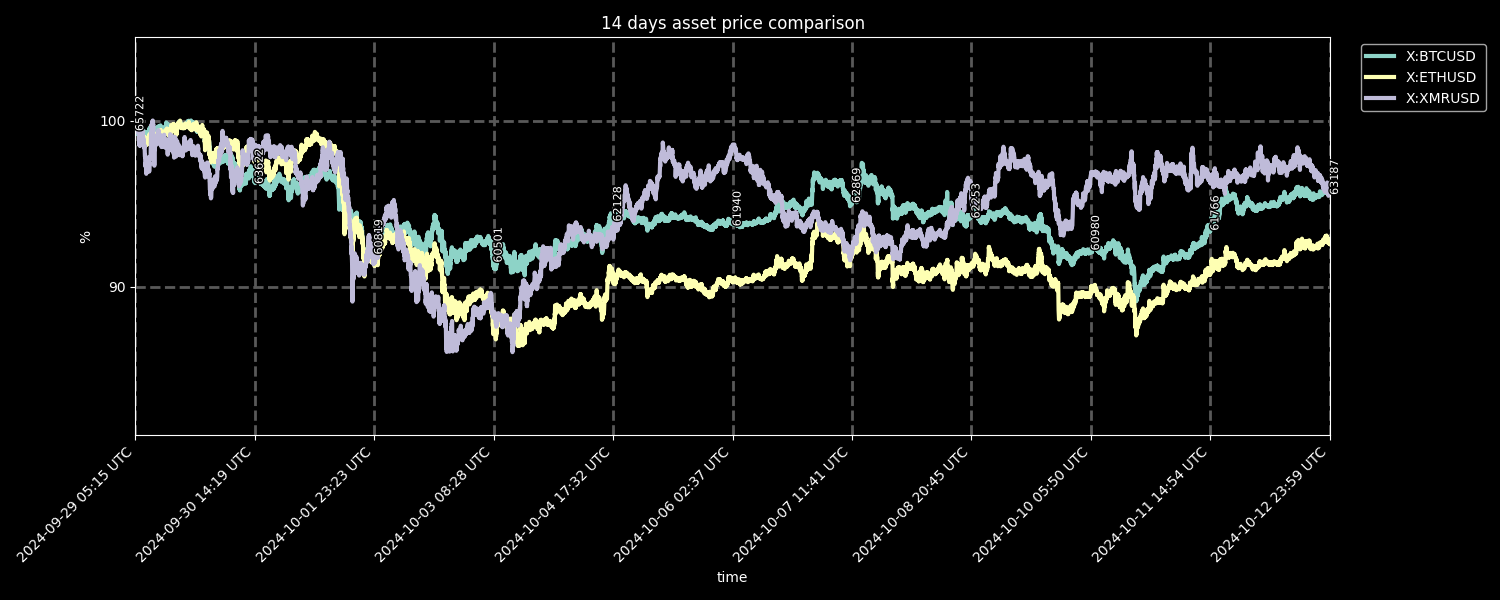 14 days asset price comparison
X:BTCUSD
X:ETHUSD
X:XMRUSD
%
100
90
65722
63622
60819
60501
62128
61940
62869
62253
60980
61766
63187
2024-09-29 05:15 UTC
2024-09-30 14:19 UTC
2024-10-01 23:23 UTC
2024-10-03 08:28 UTC
2024-10-04 17:32 UTC
2024-10-06 02:37 UTC
2024-10-07 11:41 UTC
2024-10-08 20:45 UTC
2024-10-10 05:50 UTC
2024-10-11 14:54 UTC
2024-10-12 23:59 UTC
time